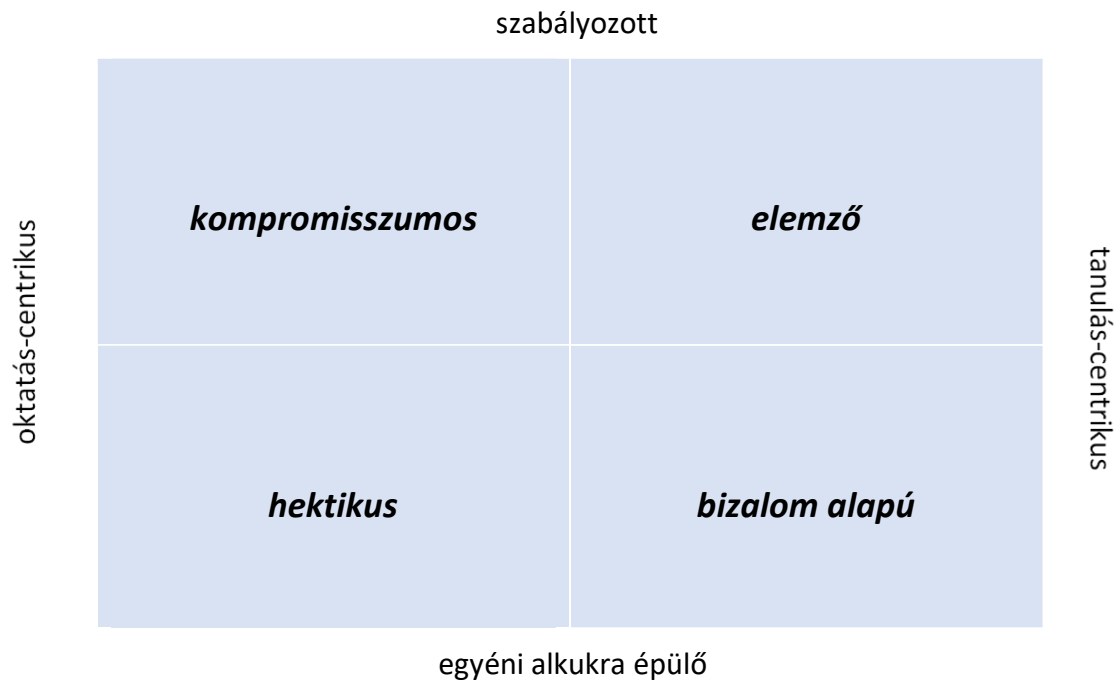 szabályozott
oktatás-centrikus
kompromisszumos
elemző
tanulás-centrikus
hektikus
bizalom alapú
egyéni alkukra épülő